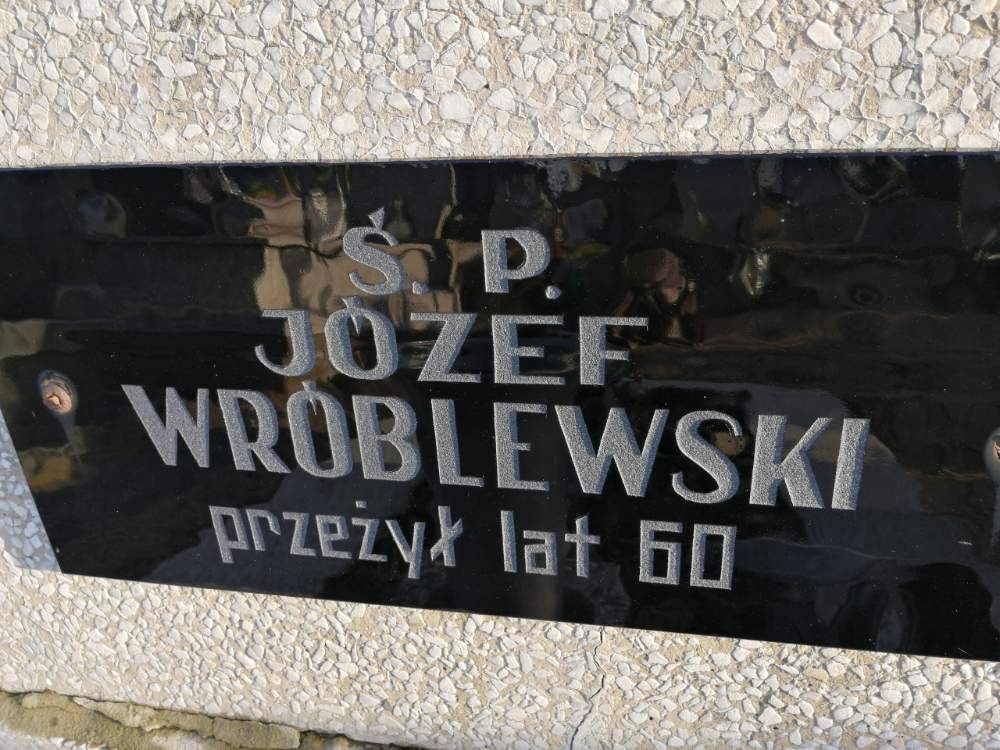 Ś. P.
JÓZEF
WRÓBLEWSKI
przeżył lat 60